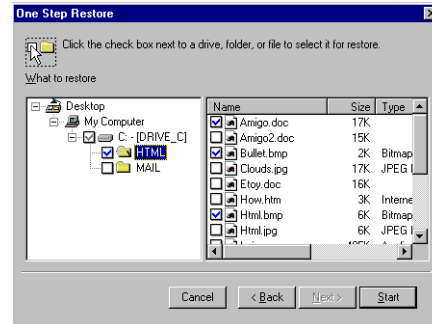 One Step Restore
Click the check box next to a drive, folder, or file to select it for restore.
What to restore
Desktop
My Computer
C: - [DRIVE_C]
HTML
MAIL
Name Size Type
Amigo.doc 17K
Amigo2.doc 15K
Bullet.bmp 2K Bitmap
Clouds.jpg 17K JPEG I
Etoy.doc 16K
How.htm 3K Interne
Html.bmp 6K Bitmap
Html.jpg 6K JPEG I
Cancel < Back Next > Start